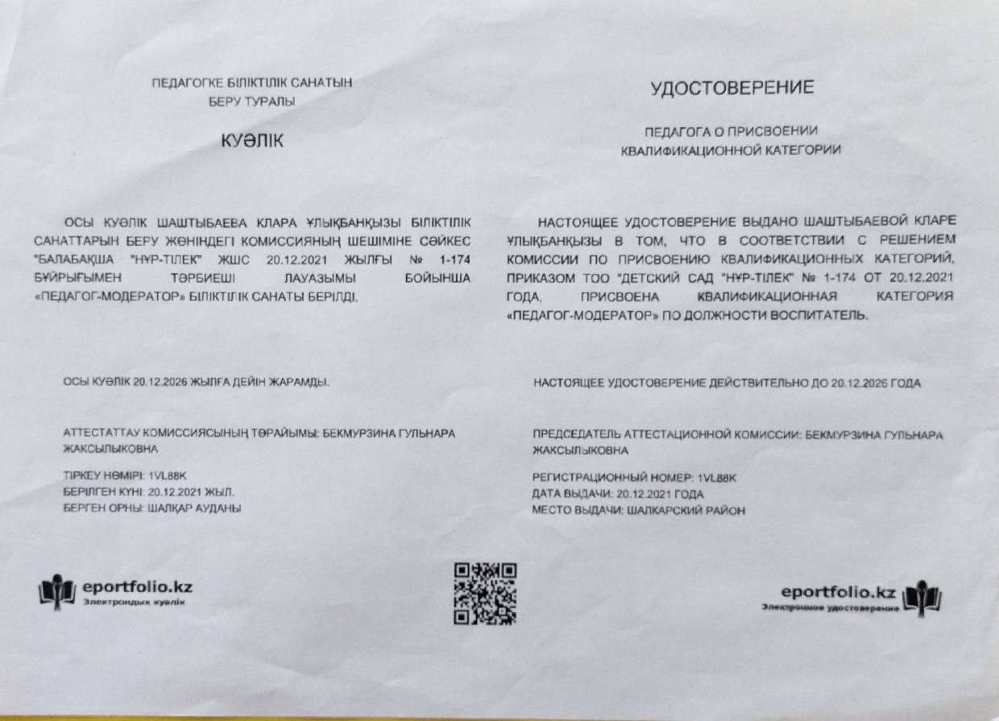 ПЕДАГОГКЕ БІЛІКТІЛІК САНАТЫН
БЕРУ ТУРАЛЫ
КУӘЛІК
ОСЫ КУӘЛІК ШАШТЫБАЕВА КЛАРА ҰЛЫҚБАНҚЫЗЫ БІЛІКТІЛІК
САНАТТАРЫН БЕРУ ЖӨНІНДЕГІ КОМИССИЯНЫҢ ШЕШІМІНЕ СӘЙКЕС
"БАЛАБАҚША "НҰР-ТІЛЕК" ЖШС 20.12.2021 ЖЫЛҒЫ № 1-174
БҰЙРЫҒЫМЕН ТӘРБИЕШІ ЛАУАЗЫМЫ БОЙЫНША
«ПЕДАГОГ-МОДЕРАТОР» БІЛІКТІЛІК САНАТЫ БЕРІЛДІ.
ОСЫ КУӘЛІК 20.12.2026 ЖЫЛҒА ДЕЙІН ЖАРАМДЫ.
АТТЕСТАТТАУ КОМИССИЯСЫНЫҢ ТӨРАЙЫМЫ: БЕКМУРЗИНА ГУЛЬНАРА
ЖАКСЫЛЫКОВНА
ТІРКЕУ НӨМІРІ: 1VL88K
БЕРІЛГЕН КҮНІ: 20.12.2021 ЖЫЛ.
БЕРГЕН ОРНЫ: ШАЛҚАР АУДАНЫ
eportfolio.kz
Электрондық куәлік
УДОСТОВЕРЕНИЕ
ПЕДАГОГА О ПРИСВОЕНИИ
КВАЛИФИКАЦИОННОЙ КАТЕГОРИИ
НАСТОЯЩЕЕ УДОСТОВЕРЕНИЕ ВЫДАНО ШАШТЫБАЕВОЙ КЛАРЕ
ҰЛЫҚБАНҚЫЗЫ В ТОМ, ЧТО В СООТВЕТСТВИИ С РЕШЕНИЕМ
КОМИССИИ ПО ПРИСВОЕНИЮ КВАЛИФИКАЦИОННЫХ КАТЕГОРИЙ,
ПРИКАЗОМ ТОО "ДЕТСКИЙ САД "НҰР-ТІЛЕК" № 1-174 ОТ 20.12.2021
ГОДА, ПРИСВОЕНА КВАЛИФИКАЦИОННАЯ КАТЕГОРИЯ
«ПЕДАГОГ-МОДЕРАТОР» ПО ДОЛЖНОСТИ ВОСПИТАТЕЛЬ.
НАСТОЯЩЕЕ УДОСТОВЕРЕНИЕ ДЕЙСТВИТЕЛЬНО ДО 20.12.2026 ГОДА
ПРЕДСЕДАТЕЛЬ АТТЕСТАЦИОННОЙ КОМИССИИ: БЕКМУРЗИНА ГУЛЬНАРА
ЖАКСЫЛЫКОВНА
РЕГИСТРАЦИОННЫЙ НОМЕР: 1VL88K
ДАТА ВЫДАЧИ: 20.12.2021 ГОДА
МЕСТО ВЫДАЧИ: ШАЛКАРСКИЙ РАЙОН
eportfolio.kz
Электронное удостоверение